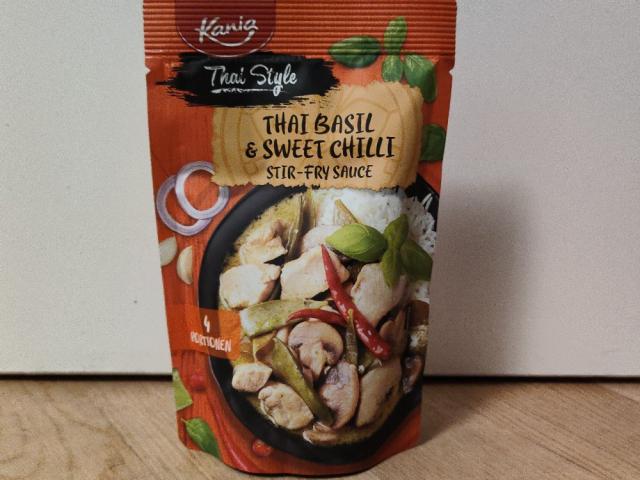 Kania
Thai Style
THAI BASIL
& SWEET CHILLI
STIR-FRY SAUCE
4
PORTIONEN